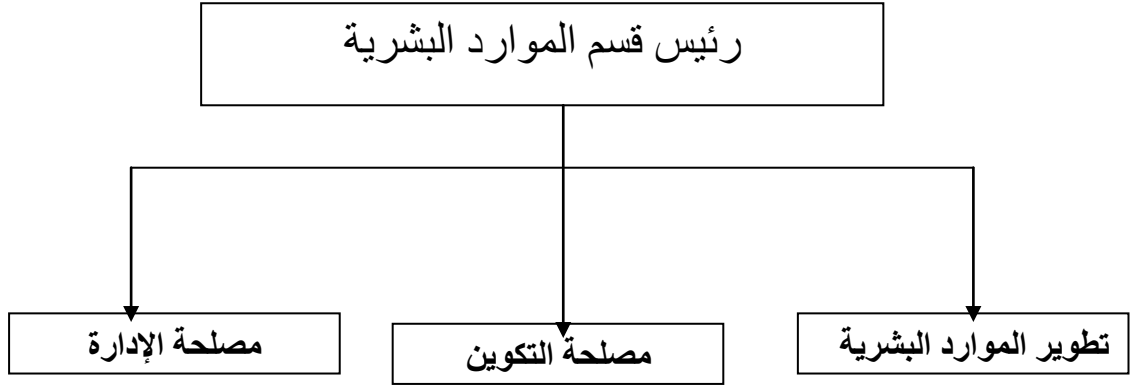 رئيس قسم الموارد البشرية
تطوير الموارد البشرية
مصلحة التكوين
مصلحة الإدارة